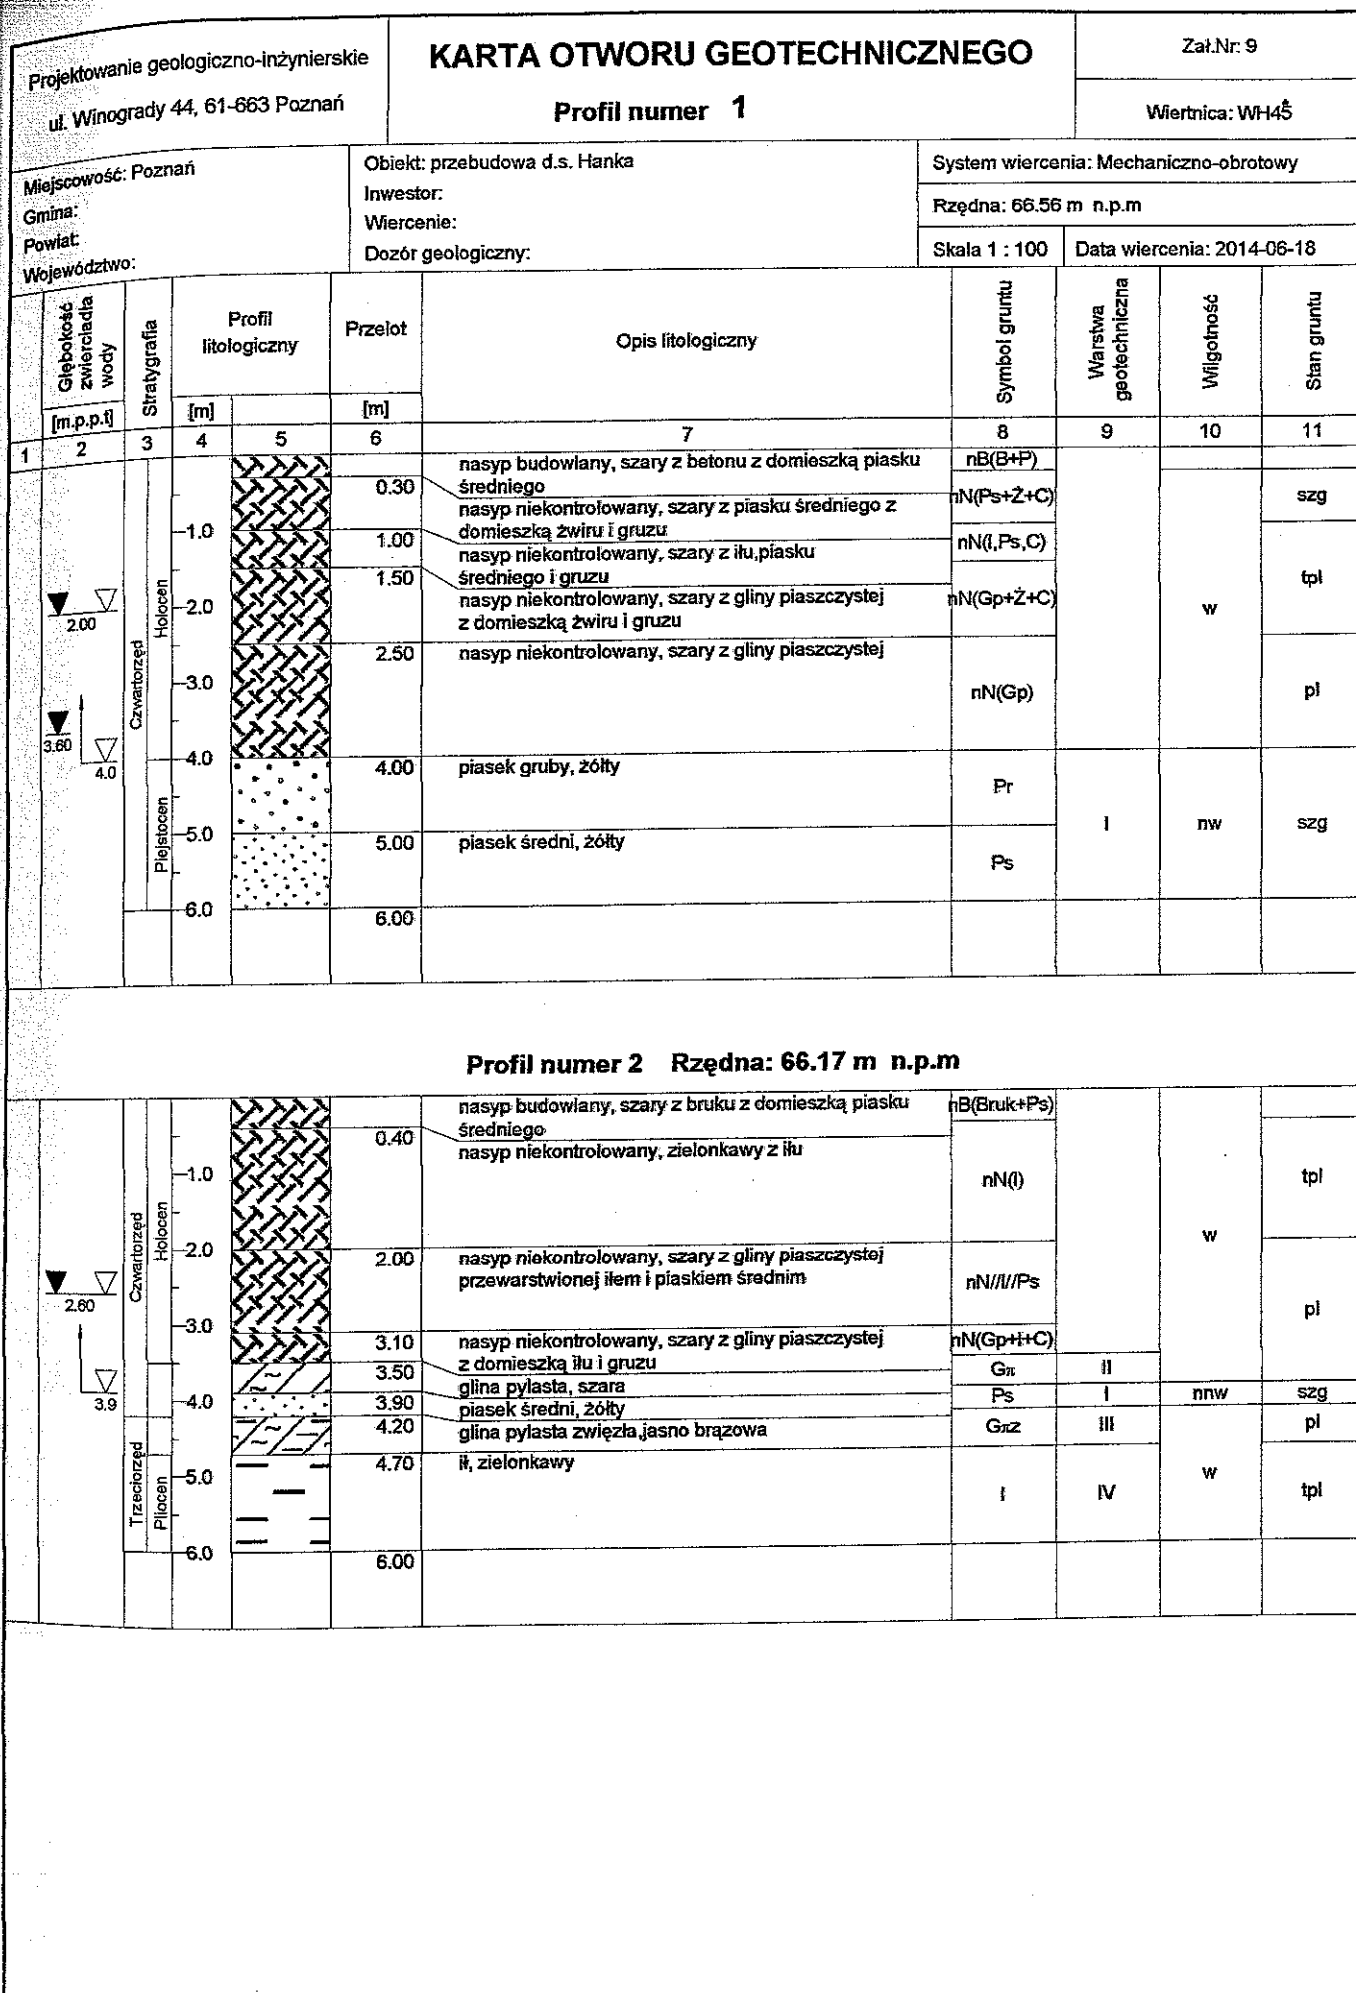 Projektowanie geologiczno-inżynierskie
ul. Winogrady 44, 61-663 Poznań
KARTA OTWORU GEOTECHNICZNEGO
Profil numer 1
Zał.Nr: 9
Wiertnica: WH45
Miejscowość: Poznań
Gmina:
Powiat:
Województwo:
Obiekt: przebudowa d.s. Hanka
Inwestor:
Wiercenie:
Dozór geologiczny:
System wiercenia: Mechaniczno-obrotowy
Rzędna: 66.56 m n.p.m
Skala 1 : 100
Data wiercenia: 2014-06-18
Głębokość zwierciadła wody
[m.p.p.t]
Stratygrafia
Profil litologiczny
[m]
Przelot
[m]
Opis litologiczny
Symbol gruntu
Warstwa geotechniczna
Wilgotność
Stan gruntu
1 2 3 4 5 6 7 8 9 10 11
nasyp budowlany, szary z betonu z domieszką piasku
średniego
nB(B+P)
0.30
nasyp niekontrolowany, szary z piasku średniego z
domieszką żwiru i gruzu
nN(Ps+Ż+C)
szg
1.0
1.00
nasyp niekontrolowany, szary z iłu,piasku
średniego i gruzu
nN(I,Ps,C)
1.50
nasyp niekontrolowany, szary z gliny piaszczystej
z domieszką żwiru i gruzu
nN(Gp+Ż+C)
tpl
2.00
2.0
w
Holocen
Czwartorzęd
2.50
nasyp niekontrolowany, szary z gliny piaszczystej
nN(Gp)
pl
3.0
3.60
4.0
4.0
4.00
piasek gruby, żółty
Pr
Plejstocen
5.0
5.00
piasek średni, żółty
Ps
I
nw
szg
6.0
6.00
Profil numer 2 Rzędna: 66.17 m n.p.m
nasyp budowlany, szary z bruku z domieszką piasku
średniego
nB(Bruk+Ps)
0.40
nasyp niekontrolowany, zielonkawy z iłu
nN(I)
tpl
1.0
Czwartorzęd
Holocen
2.0
2.00
nasyp niekontrolowany, szary z gliny piaszczystej
przewarstwionej iłem i piaskiem średnim
nN//I//Ps
w
pl
2.60
3.0
3.10
nasyp niekontrolowany, szary z gliny piaszczystej
z domieszką iłu i gruzu
nN(Gp+I+C)
3.50
glina pylasta, szara
Gπ
II
3.9
4.0
3.90
piasek średni, żółty
Ps
I
nnw
szg
4.20
glina pylasta zwięzła,jasno brązowa
Gπz
III
pl
Trzeciorzęd
Pliocen
4.70
ił, zielonkawy
I
IV
w
tpl
5.0
6.0
6.00